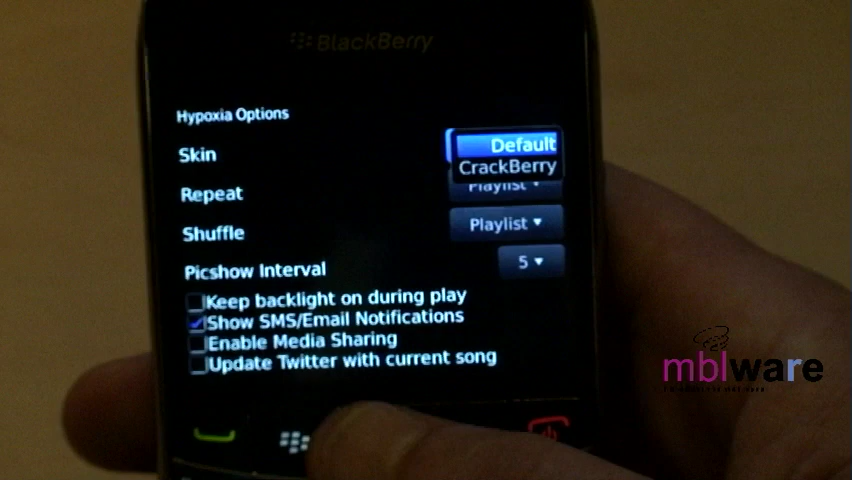 BlackBerry
Hypoxia Options
Skin
Default
CrackBerry
Repeat
Playlist
Shuffle
Playlist
Picshow Interval
5
Keep backlight on during play
Show SMS/Email Notifications
Enable Media Sharing
Update Twitter with current song
mblware